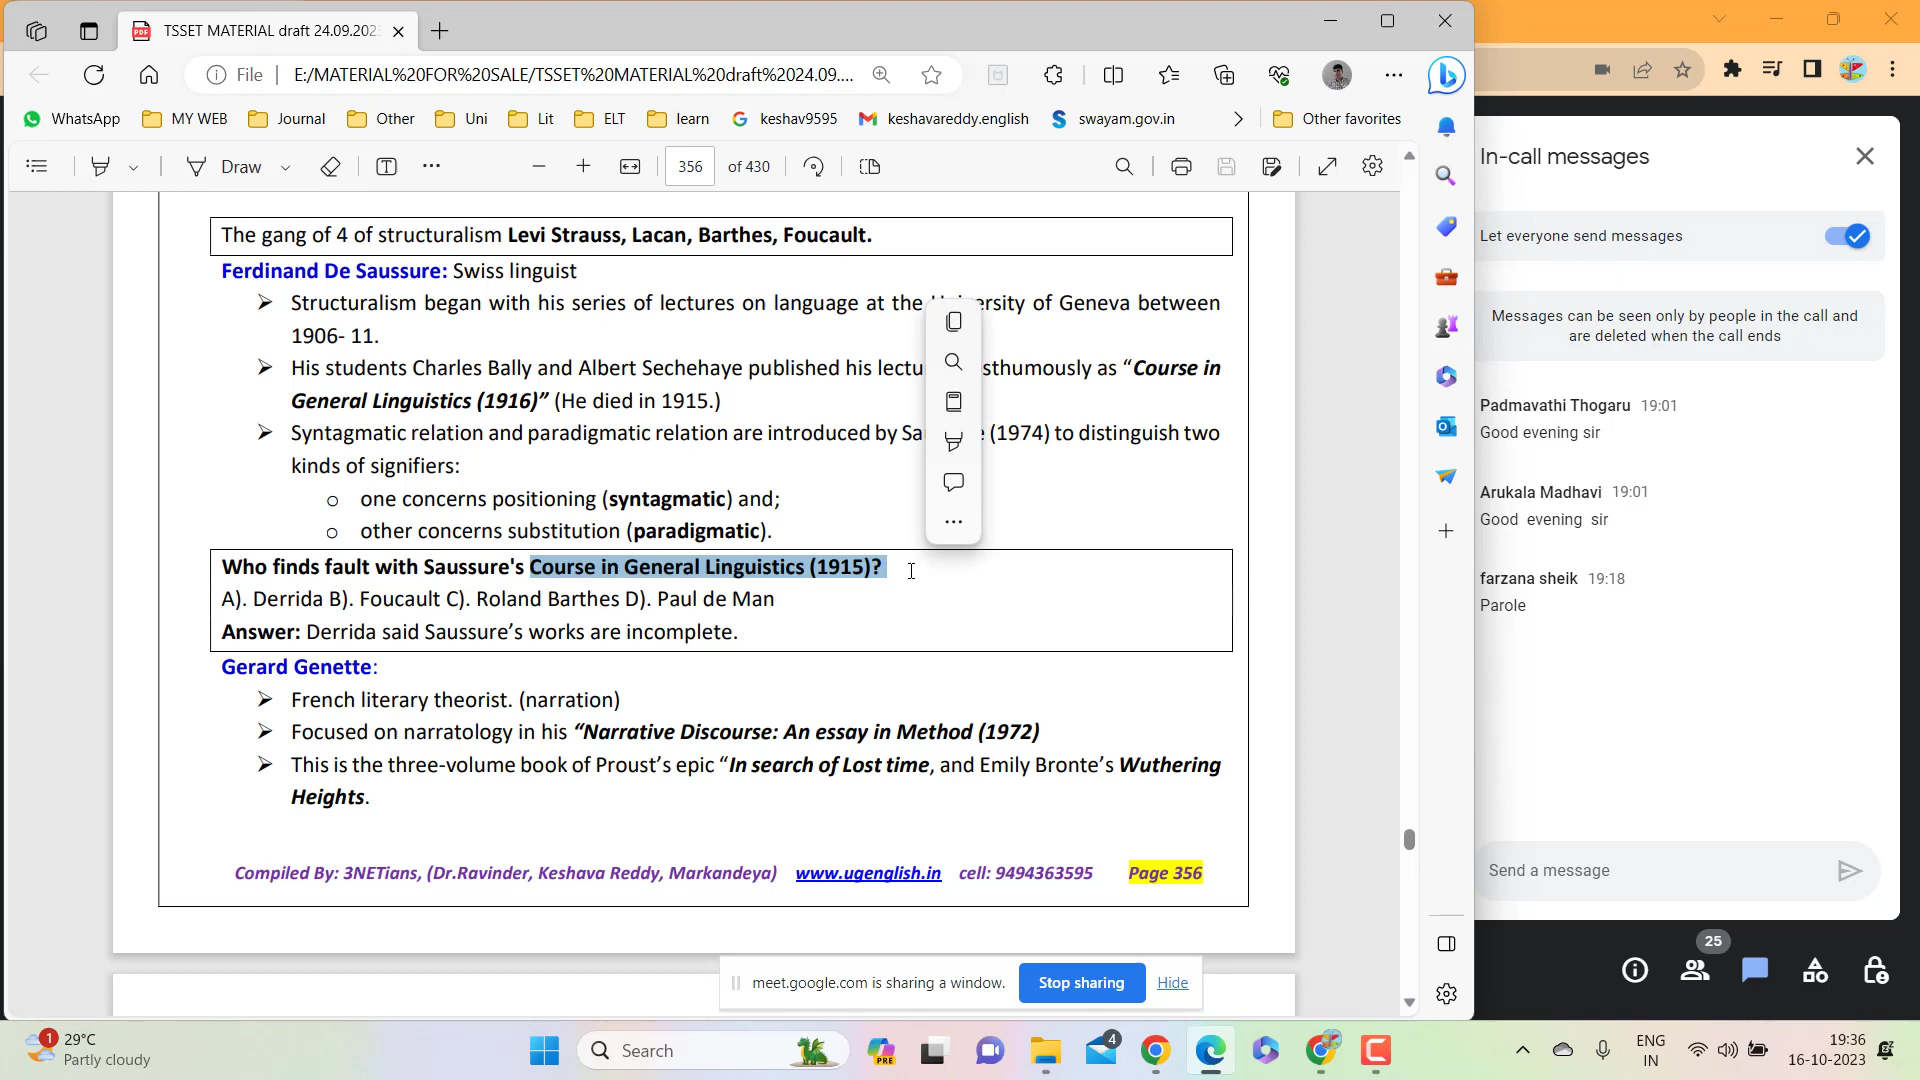 TSSET MATERIAL draft 24.09.202
File
E:/MATERIAL%20FOR%20SALE/TSSET%20MATERIAL%20draft%2024.09....
WhatsApp MY WEB Journal Other Uni Lit ELT learn keshav9595 keshavareddy.english swayam.gov.in Other favorites
Draw 356 of 430
The gang of 4 of structuralism Levi Strauss, Lacan, Barthes, Foucault.
Ferdinand De Saussure: Swiss linguist
Structuralism began with his series of lectures on language at the University of Geneva between
1906- 11.
His students Charles Bally and Albert Sechehaye published his lectu sthumously as “Course in
General Linguistics (1916)” (He died in 1915.)
Syntagmatic relation and paradigmatic relation are introduced by Sau e (1974) to distinguish two
kinds of signifiers:
o one concerns positioning (syntagmatic) and;
o other concerns substitution (paradigmatic).
Who finds fault with Saussure's Course in General Linguistics (1915)?
A). Derrida B). Foucault C). Roland Barthes D). Paul de Man
Answer: Derrida said Saussure’s works are incomplete.
Gerard Genette:
French literary theorist. (narration)
Focused on narratology in his “Narrative Discourse: An essay in Method (1972)
This is the three-volume book of Proust’s epic “In search of Lost time, and Emily Bronte’s Wuthering
Heights.
Compiled By: 3NETians, (Dr.Ravinder, Keshava Reddy, Markandeya) www.ugenglish.in cell: 9494363595 Page 356
In-call messages
Let everyone send messages
Messages can be seen only by people in the call and
are deleted when the call ends
Padmavathi Thogaru 19:01
Good evening sir
Arukala Madhavi 19:01
Good evening sir
farzana sheik 19:18
Parole
Send a message
25
meet.google.com is sharing a window. Stop sharing Hide
1
29°C
Partly cloudy
Search
PRE
4
ENG
IN
19:36
16-10-2023